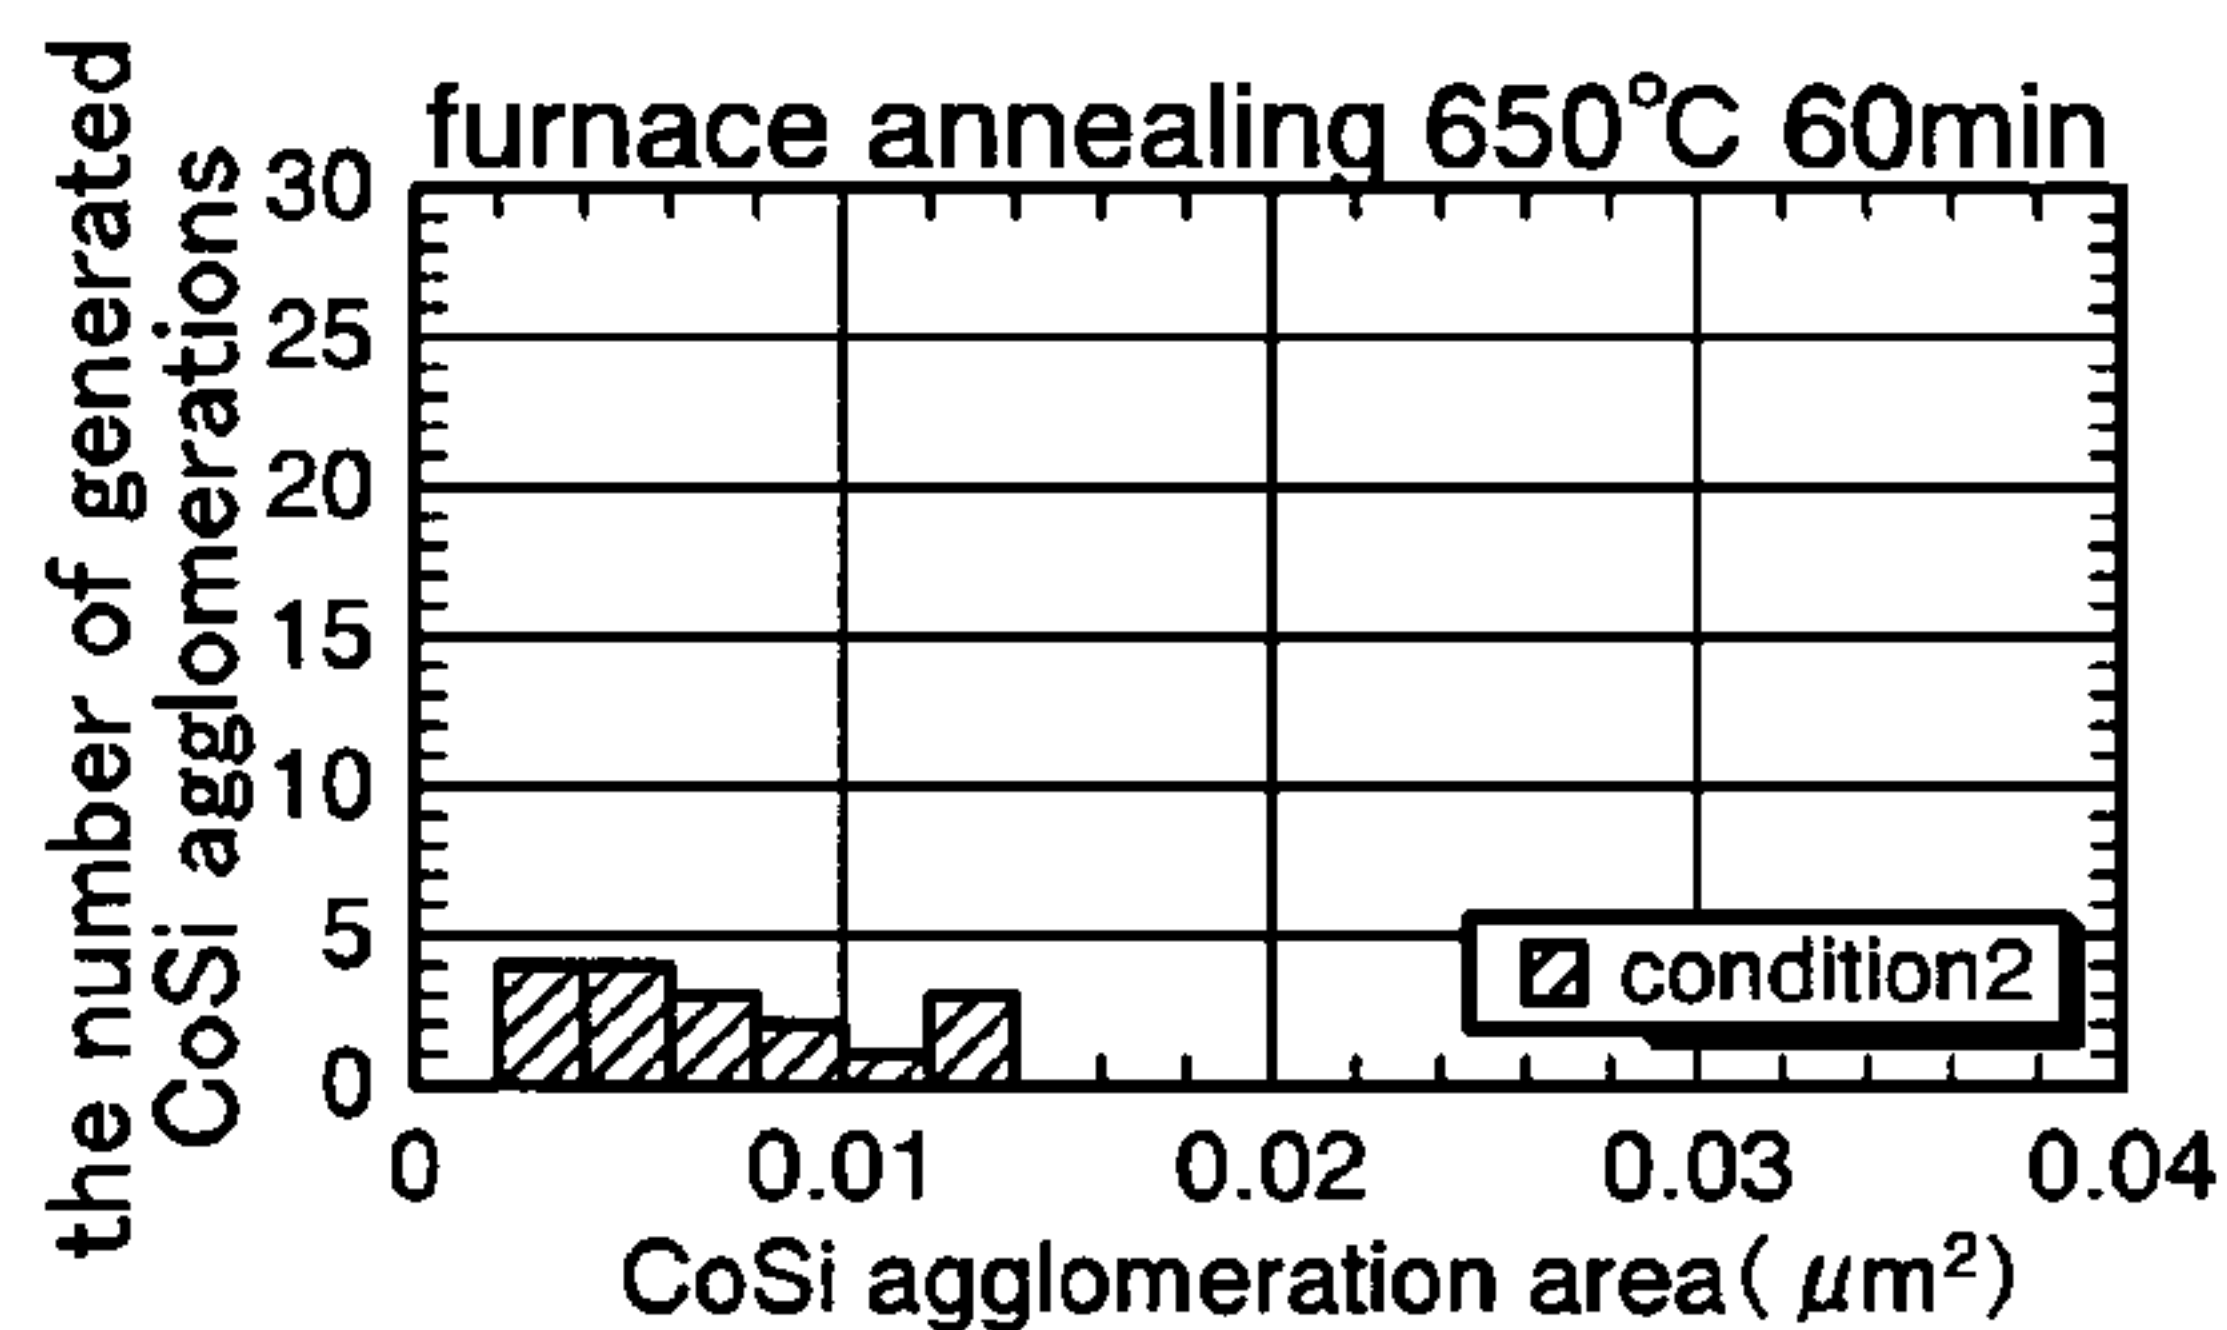 furnace annealing 650°C 60min
the number of generated
CoSi agglomerations
30
25
20
15
10
5
0
condition2
0 0.01 0.02 0.03 0.04
CoSi agglomeration area( μm²)